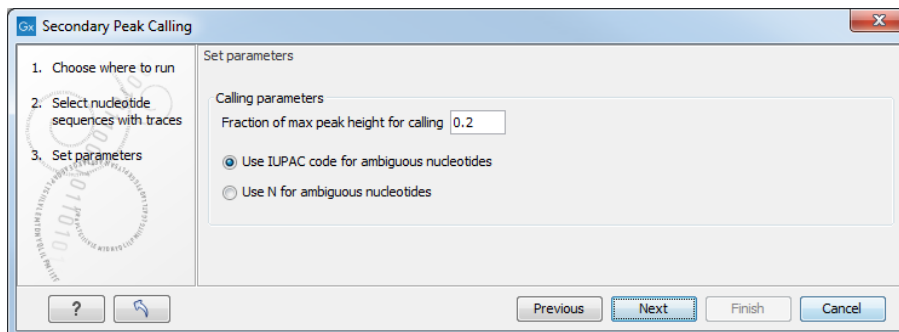 Gx Secondary Peak Calling
X
1. Choose where to run
2. Select nucleotide
sequences with traces
3. Set parameters
Set parameters
Calling parameters
Fraction of max peak height for calling 0.2
Use IUPAC code for ambiguous nucleotides
Use N for ambiguous nucleotides
? Previous Next Finish Cancel